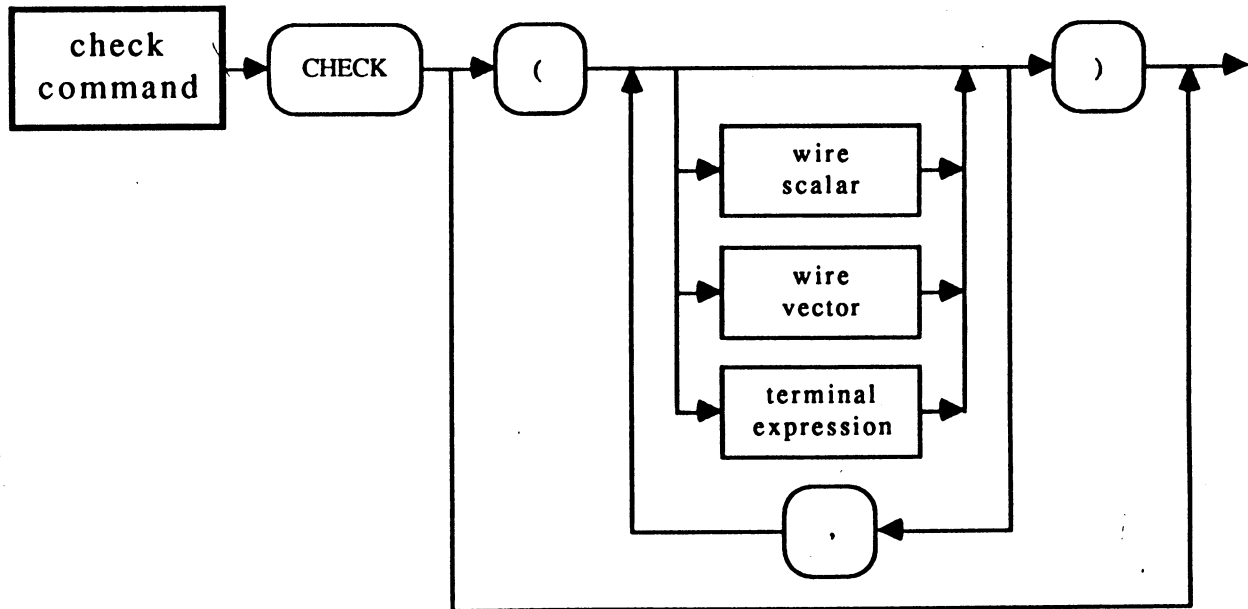 check
command
CHECK
(
)
wire
scalar
wire
vector
terminal
expression
,